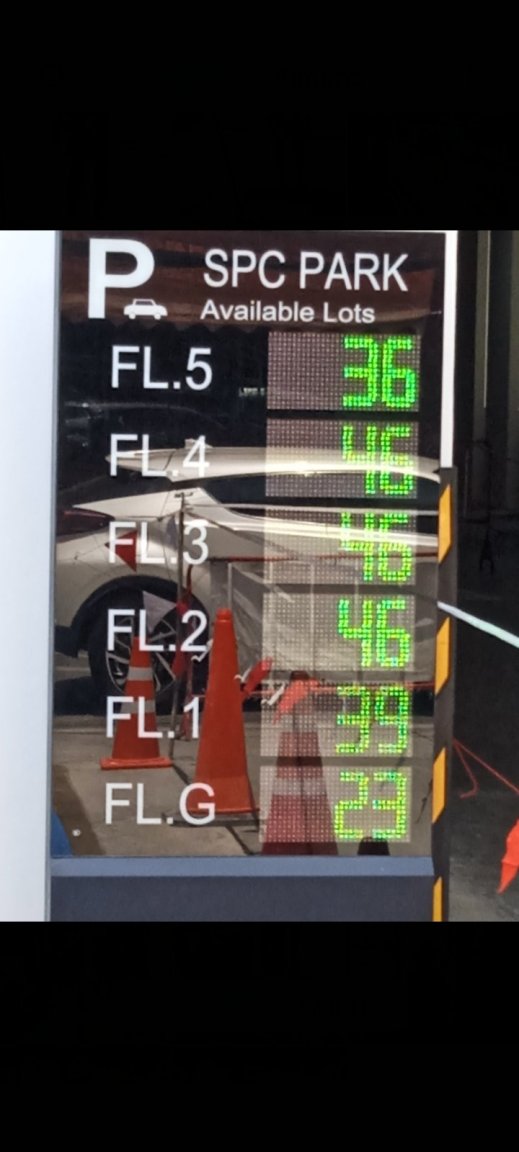 P SPC PARK
Available Lots
FL.5 36
FL.4 46
FL.3 46
FL.2 46
FL.1 39
FL.G 23